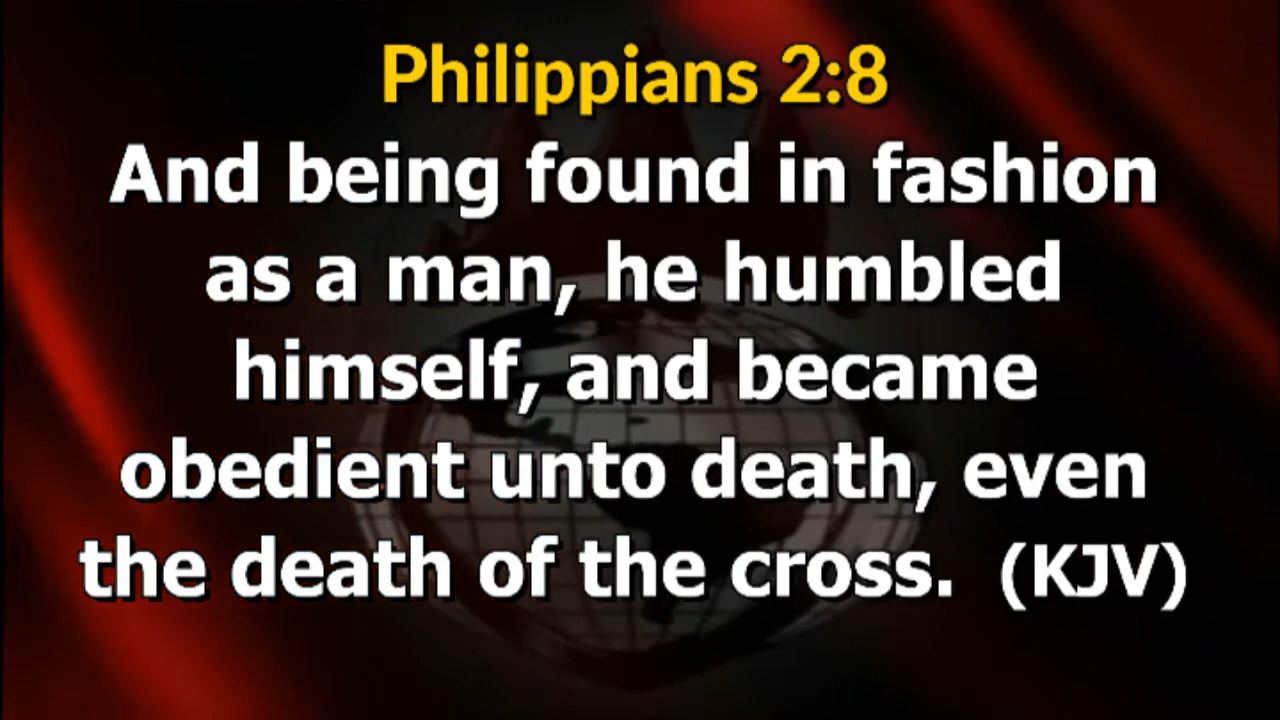 Philippians 2:8
And being found in fashion
as a man, he humbled
himself, and became
obedient unto death, even
the death of the cross.  (KJV)